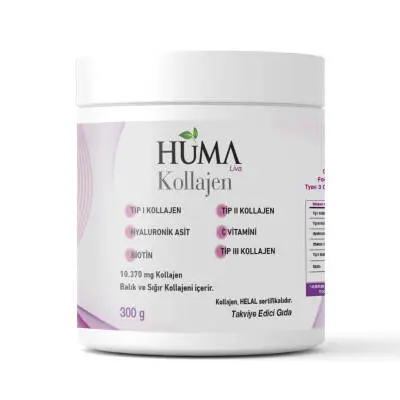 HUMA
Liva
Kollajen
TİP I KOLLAJEN
TİP II KOLLAJEN
HYALURONİK ASİT
C VİTAMİNİ
BİOTİN
TİP III KOLLAJEN
10.370 mg Kollajen
Balık ve Sığır Kollajeni içerir.
Kollajen, HELAL sertifikalıdır.
300 g
Takviye Edici Gıda